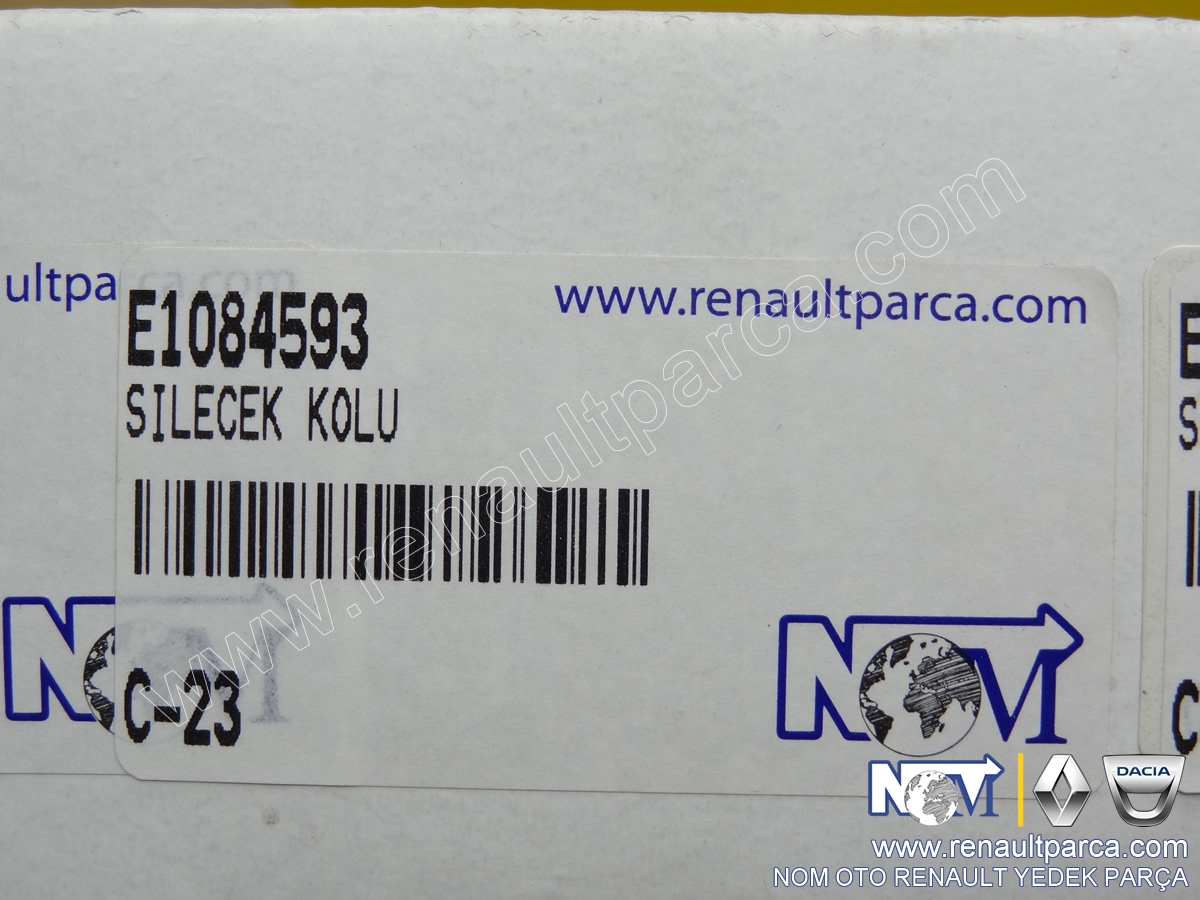 www.renaultparca.com
aultpa
E1084593
SILECEK KOLU
C-23
NOM
www.renaultparca.com
NOM
DACIA
www.renaultparca.com
NOM OTO RENAULT YEDEK PARÇA